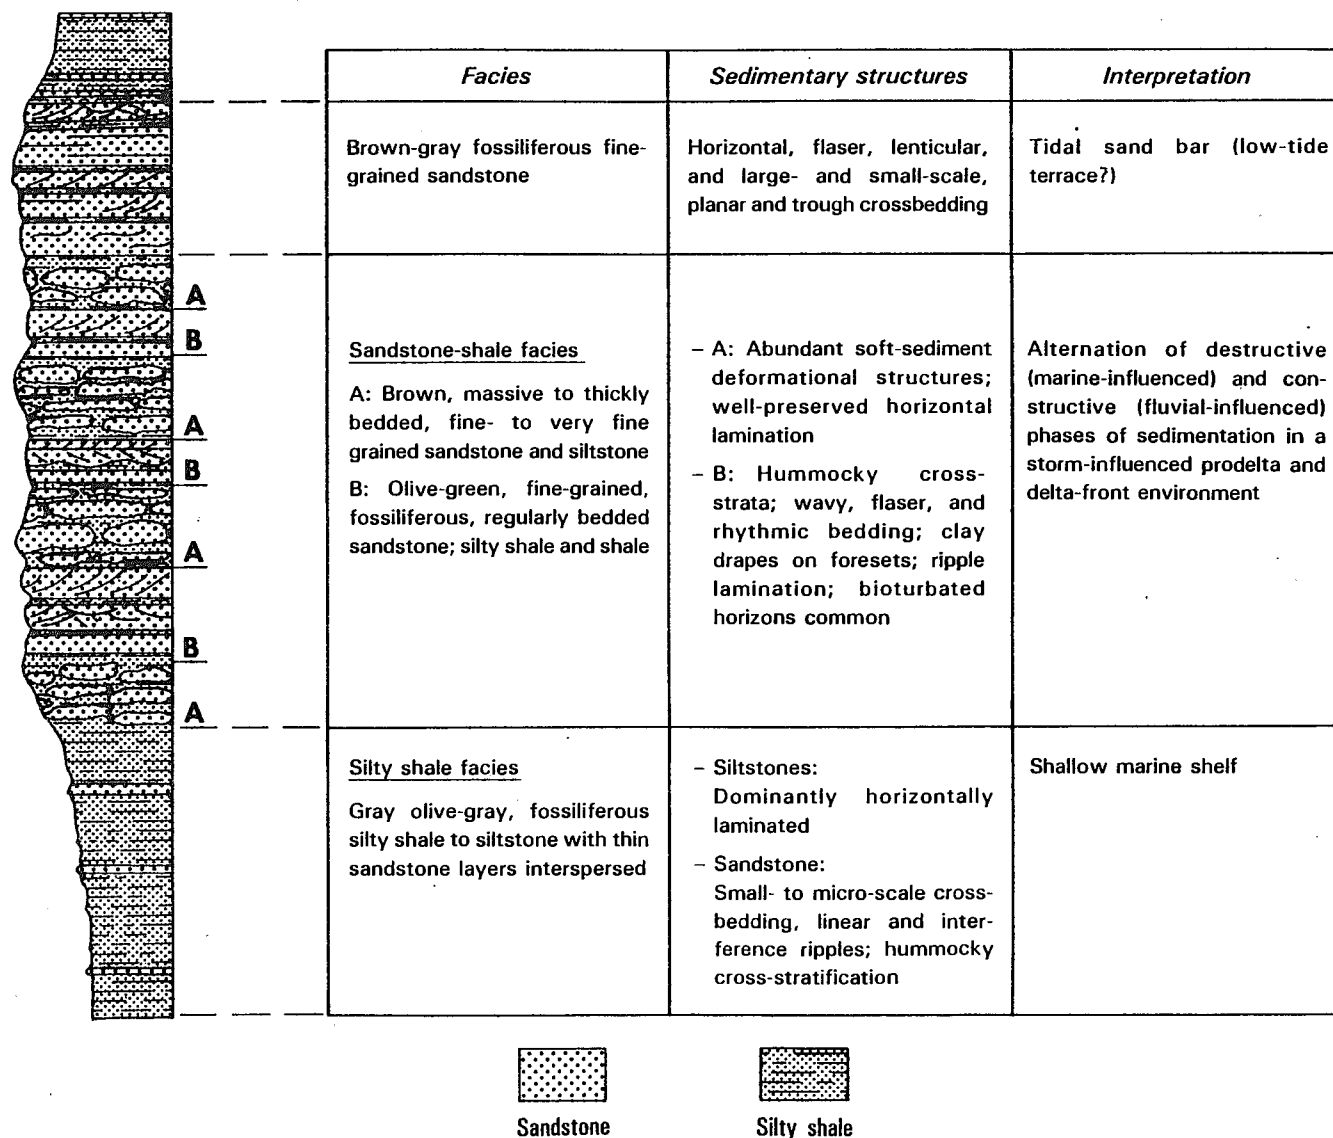 Facies
Sedimentary structures
Interpretation
Brown-gray fossiliferous fine-
grained sandstone
Horizontal, flaser, lenticular,
and large- and small-scale,
planar and trough crossbedding
Tidal sand bar (low-tide
terrace?)
A
B
A
B
A
B
A
Sandstone-shale facies
A: Brown, massive to thickly
bedded, fine- to very fine
grained sandstone and siltstone
B: Olive-green, fine-grained,
fossiliferous, regularly bedded
sandstone; silty shale and shale
– A: Abundant soft-sediment
deformational structures;
well-preserved horizontal
lamination
– B: Hummocky cross-
strata; wavy, flaser, and
rhythmic bedding; clay
drapes on foresets; ripple
lamination; bioturbated
horizons common
Alternation of destructive
(marine-influenced) and con-
structive (fluvial-influenced)
phases of sedimentation in a
storm-influenced prodelta and
delta-front environment
Silty shale facies
Gray olive-gray, fossiliferous
silty shale to siltstone with thin
sandstone layers interspersed
– Siltstones:
Dominantly horizontally
laminated
– Sandstone:
Small- to micro-scale cross-
bedding, linear and inter-
ference ripples; hummocky
cross-stratification
Shallow marine shelf
Sandstone
Silty shale